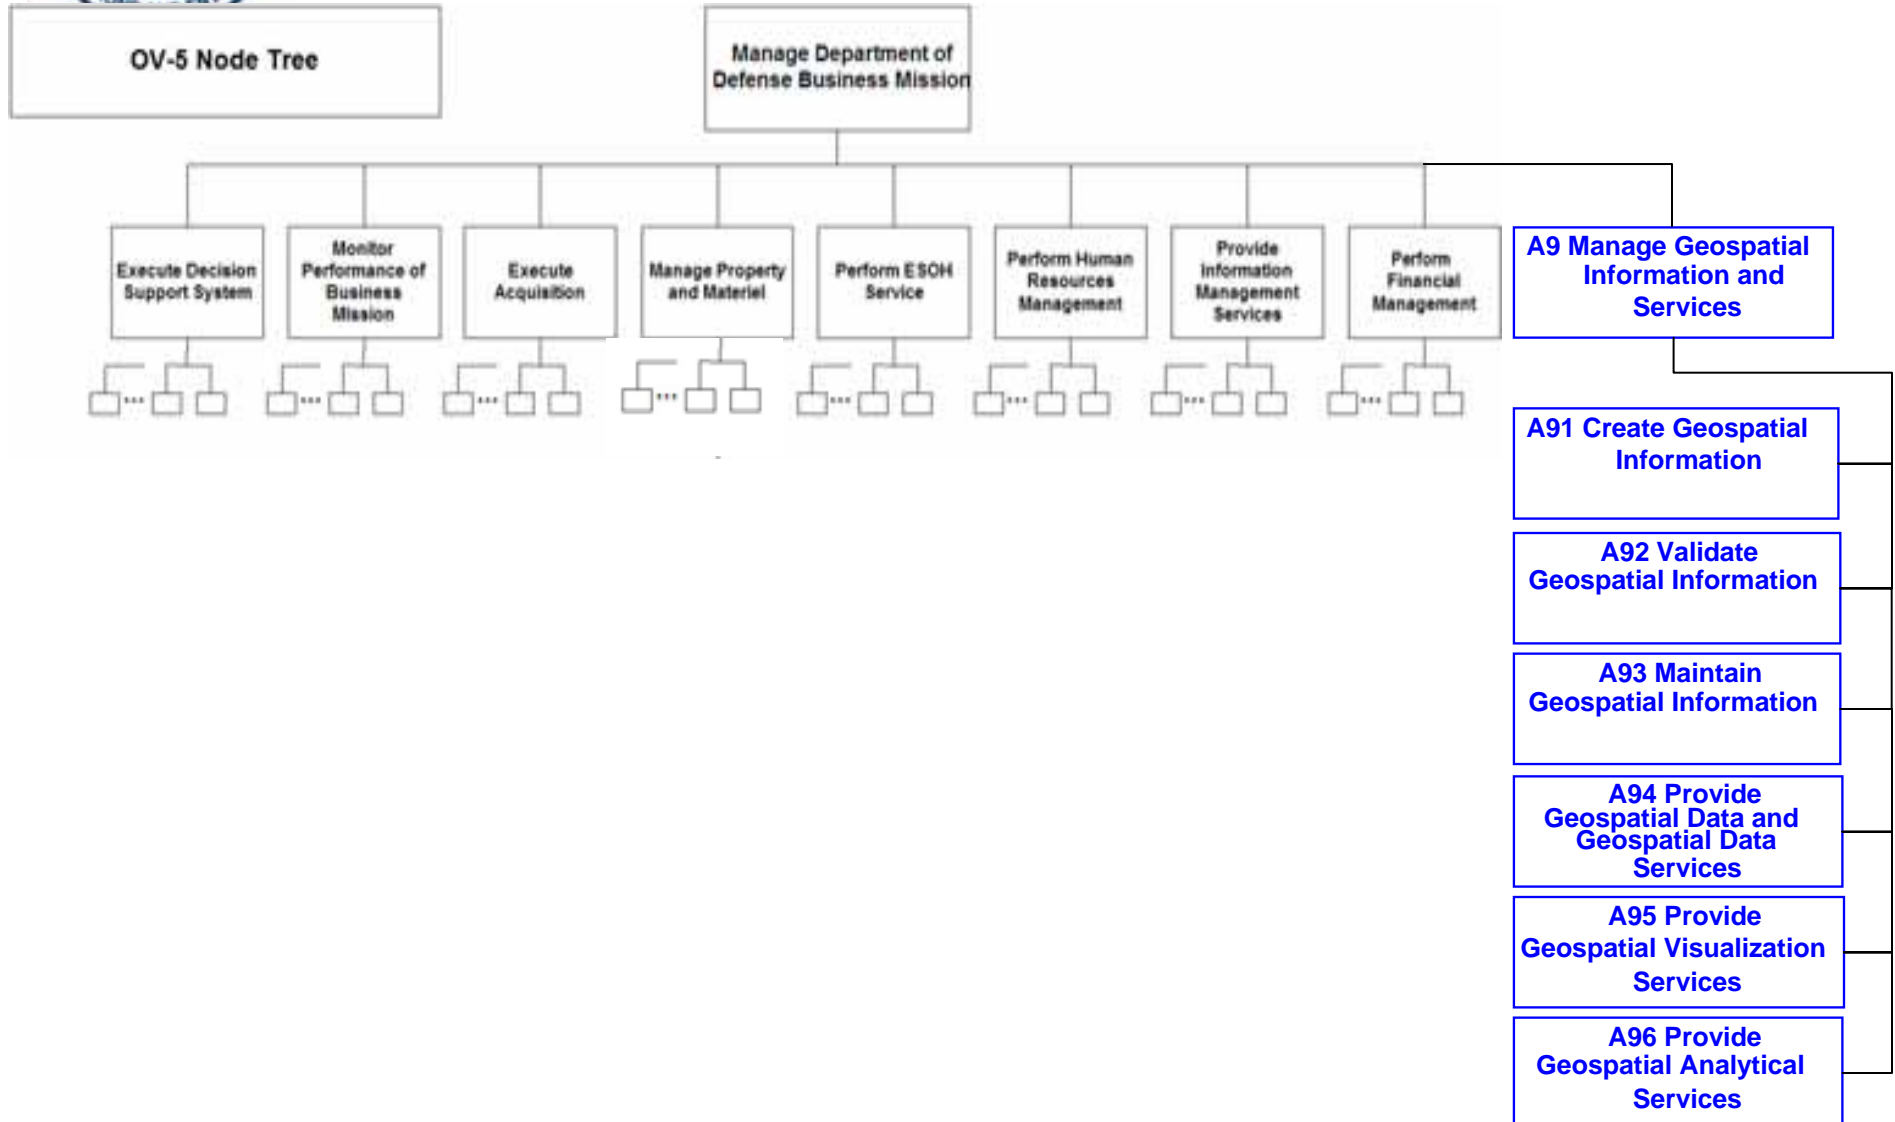 OV-5 Node Tree
Manage Department of
Defense Business Mission
Execute Decision
Support System
Monitor
Performance of
Business
Mission
Execute
Acquisition
Manage Property
and Materiel
Perform ESOH
Service
Perform Human
Resources
Management
Provide
Information
Management
Services
Perform
Financial
Management
A9 Manage Geospatial
Information and
Services
...
...
...
...
...
...
...
...
A91 Create Geospatial
Information
A92 Validate
Geospatial Information
A93 Maintain
Geospatial Information
A94 Provide
Geospatial Data and
Geospatial Data
Services
A95 Provide
Geospatial Visualization
Services
A96 Provide
Geospatial Analytical
Services